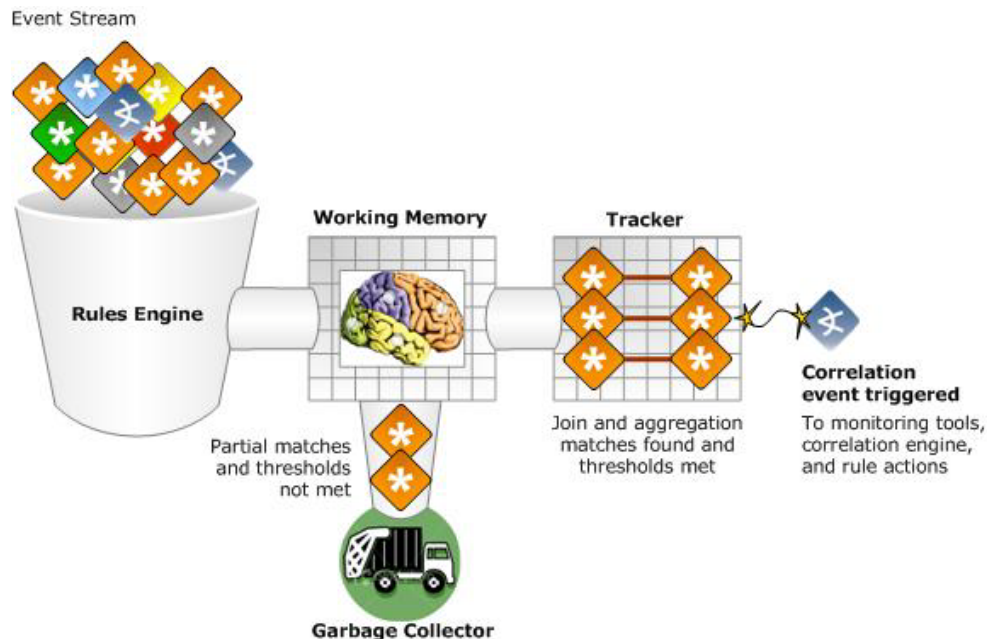 Event Stream
Working Memory
Tracker
Rules Engine
Correlation
event triggered
To monitoring tools,
correlation engine,
and rule actions
Join and aggregation
matches found and
thresholds met
Partial matches
and thresholds
not met
Garbage Collector